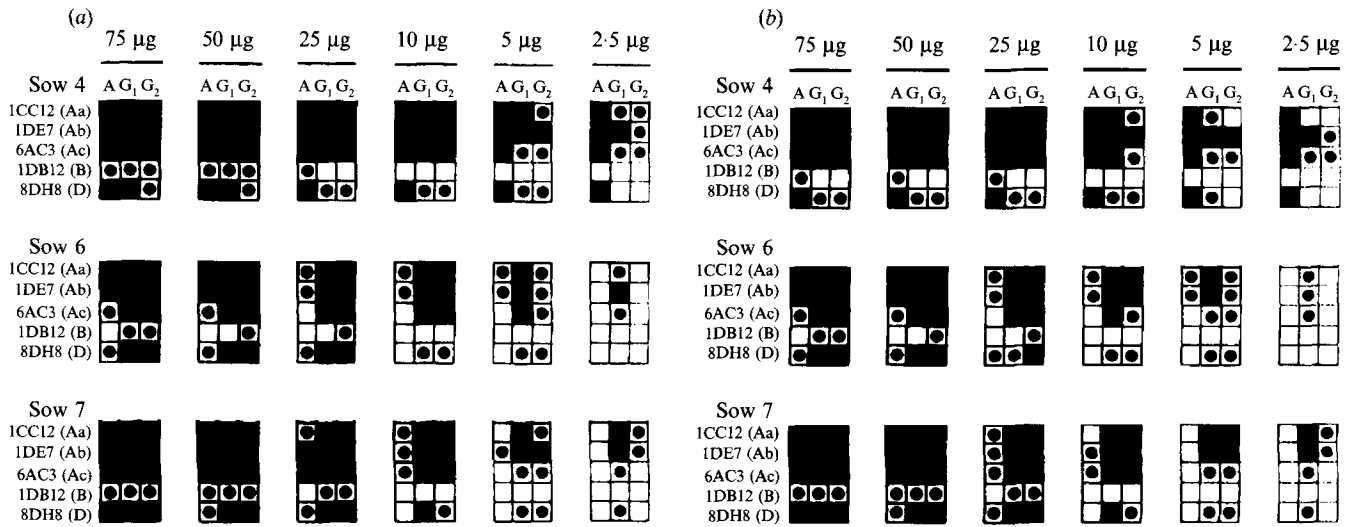 (a)
75 µg 50 µg 25 µg 10 µg 5 µg 2·5 µg
Sow 4 A G1 G2 A G1 G2 A G1 G2 A G1 G2 A G1 G2 A G1 G2
1CC12 (Aa)
1DE7 (Ab)
6AC3 (Ac)
1DB12 (B)
8DH8 (D)
Sow 6
1CC12 (Aa)
1DE7 (Ab)
6AC3 (Ac)
1DB12 (B)
8DH8 (D)
Sow 7
1CC12 (Aa)
1DE7 (Ab)
6AC3 (Ac)
1DB12 (B)
8DH8 (D)
(b)
75 µg 50 µg 25 µg 10 µg 5 µg 2·5 µg
Sow 4 A G1 G2 A G1 G2 A G1 G2 A G1 G2 A G1 G2 A G1 G2
1CC12 (Aa)
1DE7 (Ab)
6AC3 (Ac)
1DB12 (B)
8DH8 (D)
Sow 6
1CC12 (Aa)
1DE7 (Ab)
6AC3 (Ac)
1DB12 (B)
8DH8 (D)
Sow 7
1CC12 (Aa)
1DE7 (Ab)
6AC3 (Ac)
1DB12 (B)
8DH8 (D)